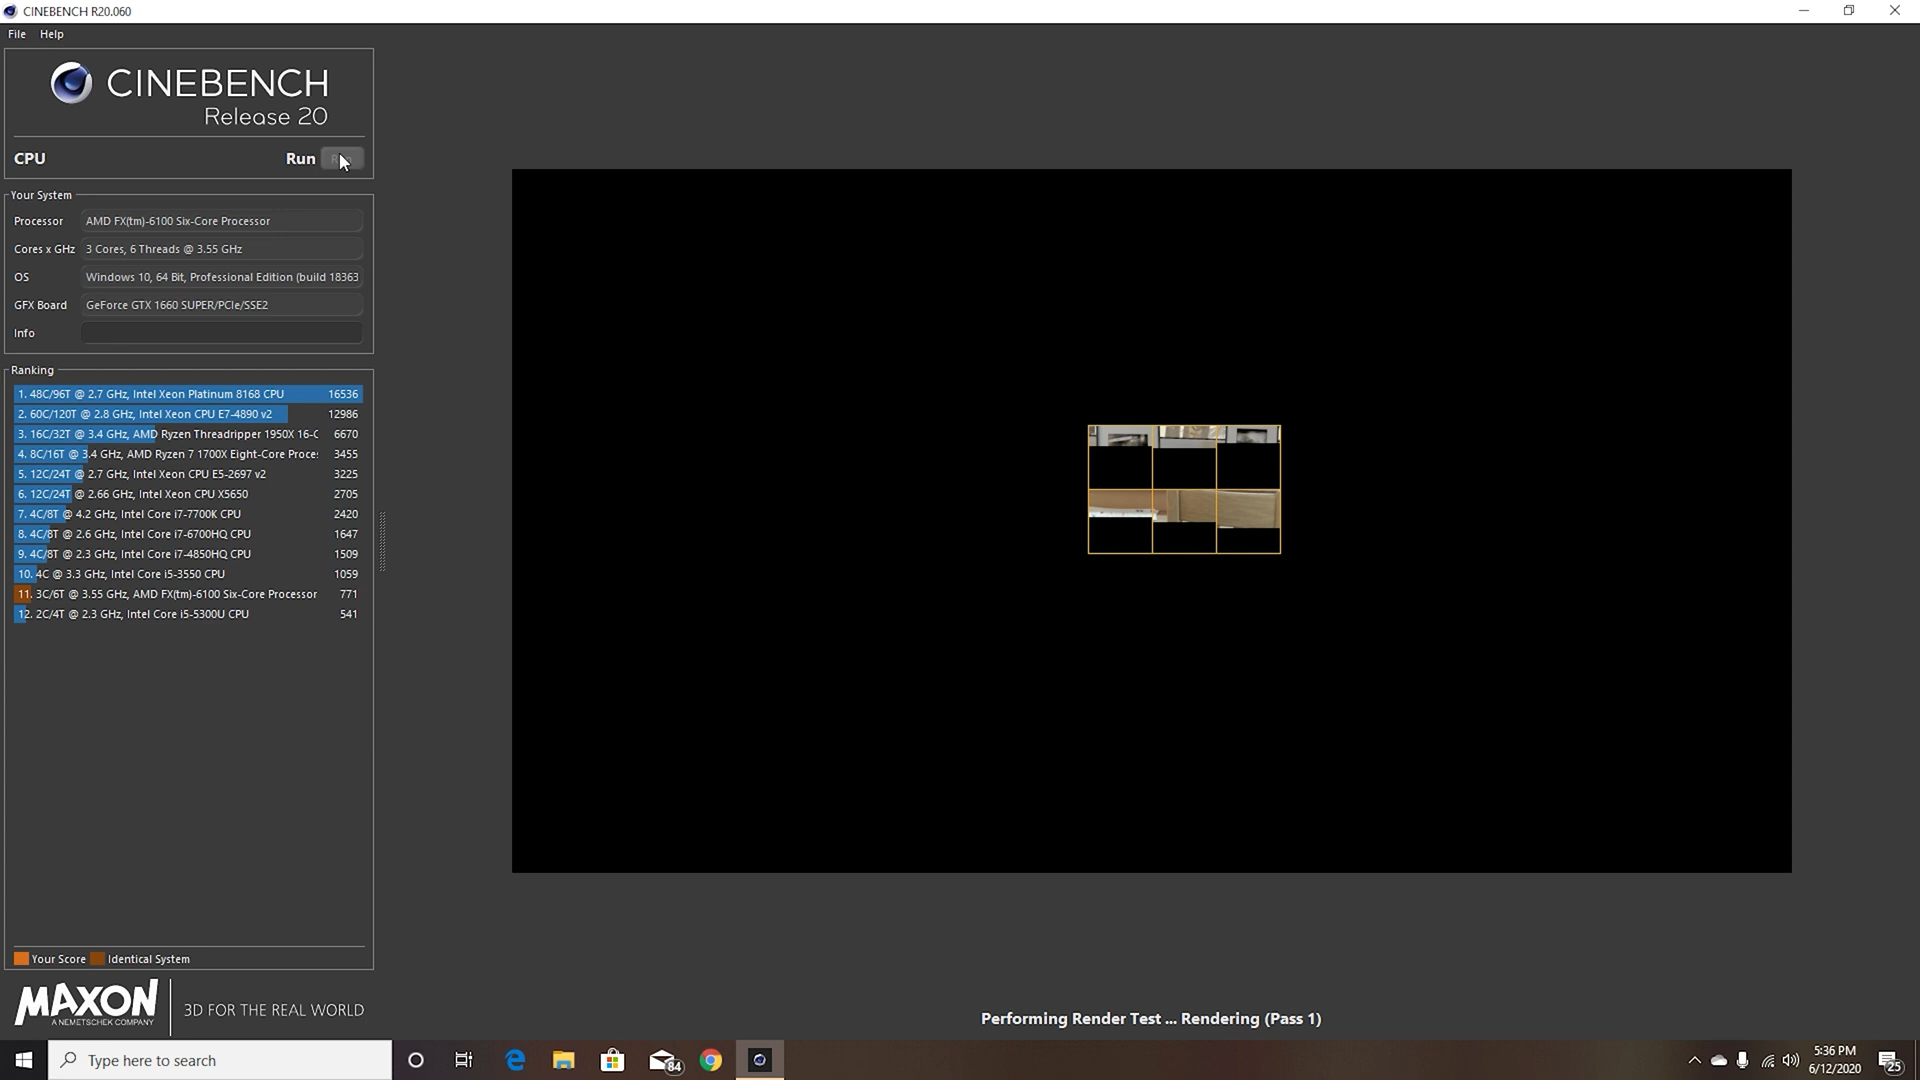 CINEBENCH R20.060
File Help
CINEBENCH
Release 20
CPU Run
Your System
Processor AMD FX(tm)-6100 Six-Core Processor
Cores x GHz 3 Cores, 6 Threads @ 3.55 GHz
OS Windows 10, 64 Bit, Professional Edition (build 18363
GFX Board GeForce GTX 1660 SUPER/PCIe/SSE2
Info
Ranking
1. 48C/96T @ 2.7 GHz, Intel Xeon Platinum 8168 CPU 16536
2. 60C/120T @ 2.8 GHz, Intel Xeon CPU E7-4890 v2 12986
3. 16C/32T @ 3.4 GHz, AMD Ryzen Threadripper 1950X 16-C 6670
4. 8C/16T @ 3.4 GHz, AMD Ryzen 7 1700X Eight-Core Proce: 3455
5. 12C/24T @ 2.7 GHz, Intel Xeon CPU E5-2697 v2 3225
6. 12C/24T @ 2.66 GHz, Intel Xeon CPU X5650 2705
7. 4C/8T @ 4.2 GHz, Intel Core i7-7700K CPU 2420
8. 4C/8T @ 2.6 GHz, Intel Core i7-6700HQ CPU 1647
9. 4C/8T @ 2.3 GHz, Intel Core i7-4850HQ CPU 1509
10. 4C @ 3.3 GHz, Intel Core i5-3550 CPU 1059
11. 3C/6T @ 3.55 GHz, AMD FX(tm)-6100 Six-Core Processor 771
12. 2C/4T @ 2.3 GHz, Intel Core i5-5300U CPU 541
Your Score Identical System
MAXON
A NEMETSCHEK COMPANY
3D FOR THE REAL WORLD
Performing Render Test ... Rendering (Pass 1)
Type here to search
84
5:36 PM
6/12/2020
25